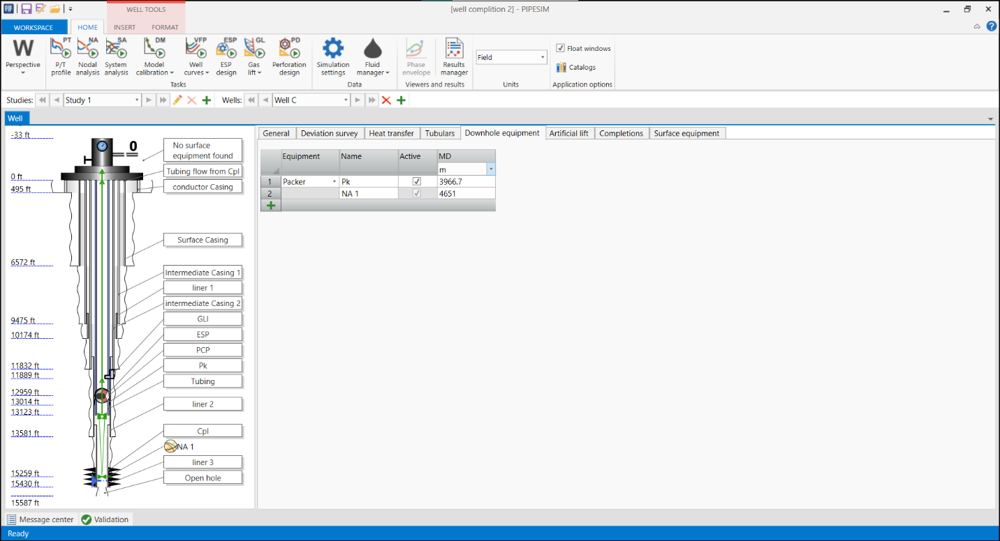 PIP
WELL TOOLS
[well complition 2] - PIPESIM
WORKSPACE
HOME
INSERT
FORMAT
W
PT
NA
SA
DM
VFP
ESP
GL
PD
Perspective
P/T
profile
Nodal
analysis
System
analysis
Model
calibration
Well
curves
ESP
design
Gas
lift
Perforation
design
Simulation
settings
Fluid
manager
Phase
envelope
Results
manager
Field
Float windows
Catalogs
Tasks
Data
Viewers and results
Units
Application options
Studies:
Study 1
Wells:
Well C
Well
-33 ft
0 ft
495 ft
6572 ft
9475 ft
10174 ft
11832 ft
11889 ft
12959 ft
13014 ft
13123 ft
13581 ft
15259 ft
15430 ft
15587 ft
0
No surface
equipment found
Tubing flow from Cpl
conductor Casing
Surface Casing
Intermediate Casing 1
liner 1
intermediate Casing 2
GLI
ESP
PCP
Pk
Tubing
liner 2
Cpl
NA 1
liner 3
Open hole
General
Deviation survey
Heat transfer
Tubulars
Downhole equipment
Artificial lift
Completions
Surface equipment
Equipment Name Active MD
m
1 Packer Pk 3966.7
2 NA 1 4651
Message center
Validation
Ready